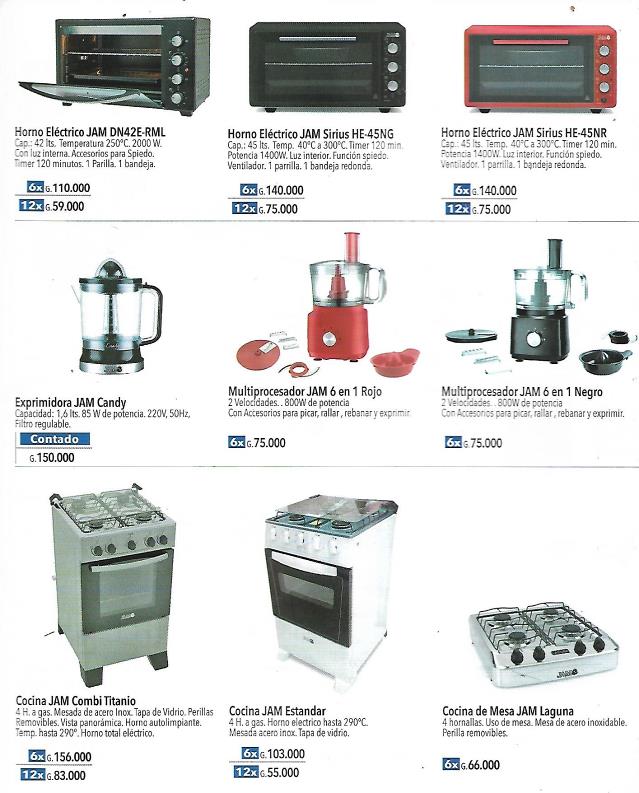 Horno Eléctrico JAM DN42E-RML
Cap.: 42 lts. Temperatura 250°C. 2000 W.
Con luz interna. Accesorios para Spiedo.
Timer 120 minutos. 1 Parilla. 1 bandeja.
6x G.110.000
12x G.59.000
Horno Eléctrico JAM Sirius HE-45NG
Cap.: 45 lts. Temp. 40°C a 300°C. Timer 120 min.
Potencia 1400W. Luz interior. Función spiedo.
Ventilador. 1 parrilla. 1 bandeja redonda.
6x G.140.000
12x G.75.000
Horno Eléctrico JAM Sirius HE-45NR
Cap.: 45 lts. Temp. 40°C a 300°C. Timer 120 min.
Potencia 1400W. Luz interior. Función spiedo.
Ventilador. 1 parrilla. 1 bandeja redonda.
6x G.140.000
12x G.75.000
Exprimidora JAM Candy
Capacidad: 1,6 lts. 85 W de potencia. 220V, 50Hz,
Filtro regulable.
Contado
G.150.000
Multiprocesador JAM 6 en 1 Rojo
2 Velocidades. . 800W de potencia
Con Accesorios para picar, rallar , rebanar y exprimir.
6x G.75.000
Multiprocesador JAM 6 en 1 Negro
2 Velocidades. . 800W de potencia
Con Accesorios para picar, rallar , rebanar y exprimir.
6x G.75.000
Cocina JAM Combi Titanio
4 H. a gas. Mesada de acero Inox. Tapa de Vidrio. Perillas
Removibles. Vista panorámica. Horno autolimpiante.
Temp. hasta 290°. Horno total eléctrico.
6x G.156.000
12x G.83.000
Cocina JAM Estandar
4 H. a gas. Horno electrico hasta 290°C.
Mesada acero inox. Tapa de vidrio.
6x G.103.000
12x G.55.000
JAM
Cocina de Mesa JAM Laguna
4 hornallas. Uso de mesa. Mesa de acero inoxidable.
Perilla removibles.
6x G.66.000